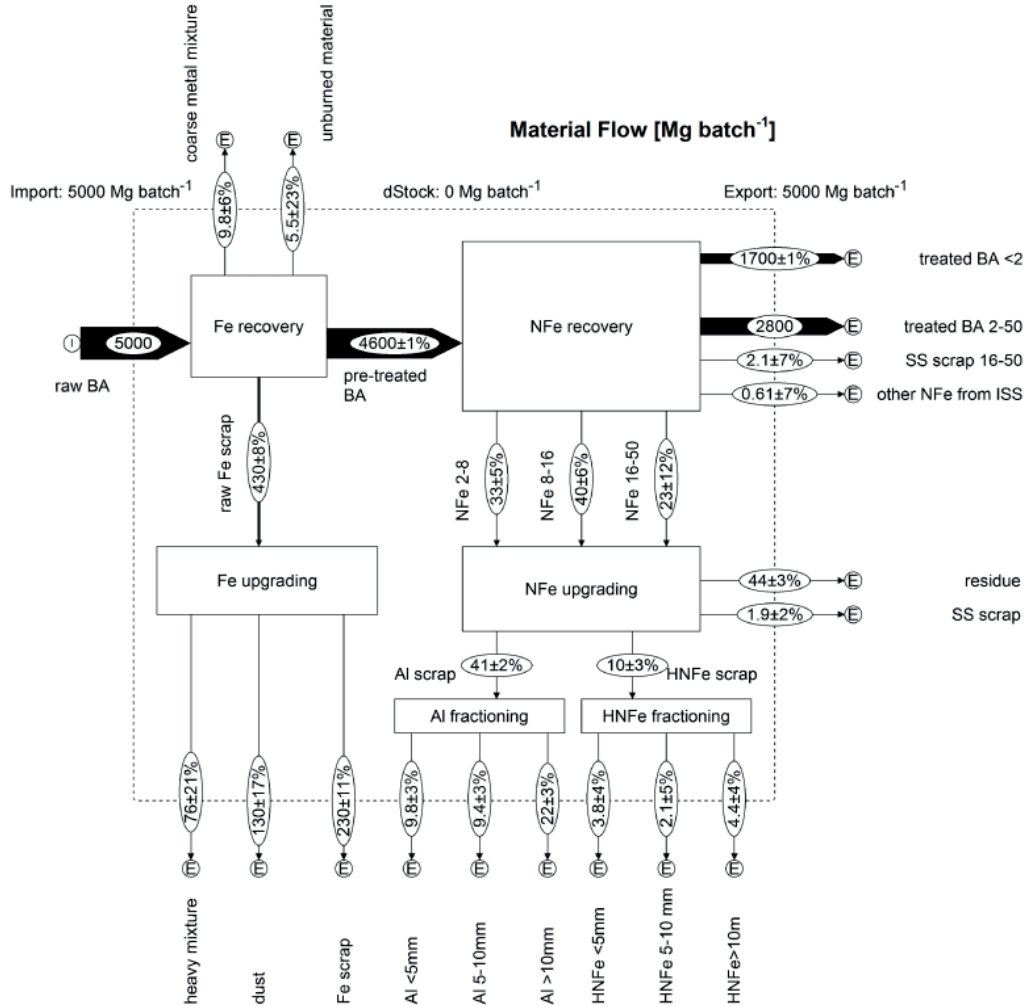 coarse metal mixture
unburned material
E
E
Material Flow [Mg batch⁻¹]
Import: 5000 Mg batch⁻¹
dStock: 0 Mg batch⁻¹
Export: 5000 Mg batch⁻¹
9.8±6%
5.5±23%
1700±1%
E
treated BA <2
I
5000
raw BA
Fe recovery
4600±1%
pre-treated
BA
NFe recovery
2800
E
treated BA 2-50
2.1±7%
E
SS scrap 16-50
0.61±7%
E
other NFe from ISS
raw Fe scrap
430±8%
NFe 2-8
33±5%
NFe 8-16
40±6%
NFe 16-50
23±12%
Fe upgrading
NFe upgrading
44±3%
E
residue
1.9±2%
E
SS scrap
Al scrap
41±2%
10±3%
HNFe scrap
Al fractioning
HNFe fractioning
76±21%
130±17%
230±11%
9.8±3%
9.4±3%
22±3%
3.8±4%
2.1±5%
4.4±4%
E
E
E
E
E
E
E
E
E
heavy mixture
dust
Fe scrap
Al <5mm
Al 5-10mm
Al >10mm
HNFe <5mm
HNFe 5-10 mm
HNFe>10m